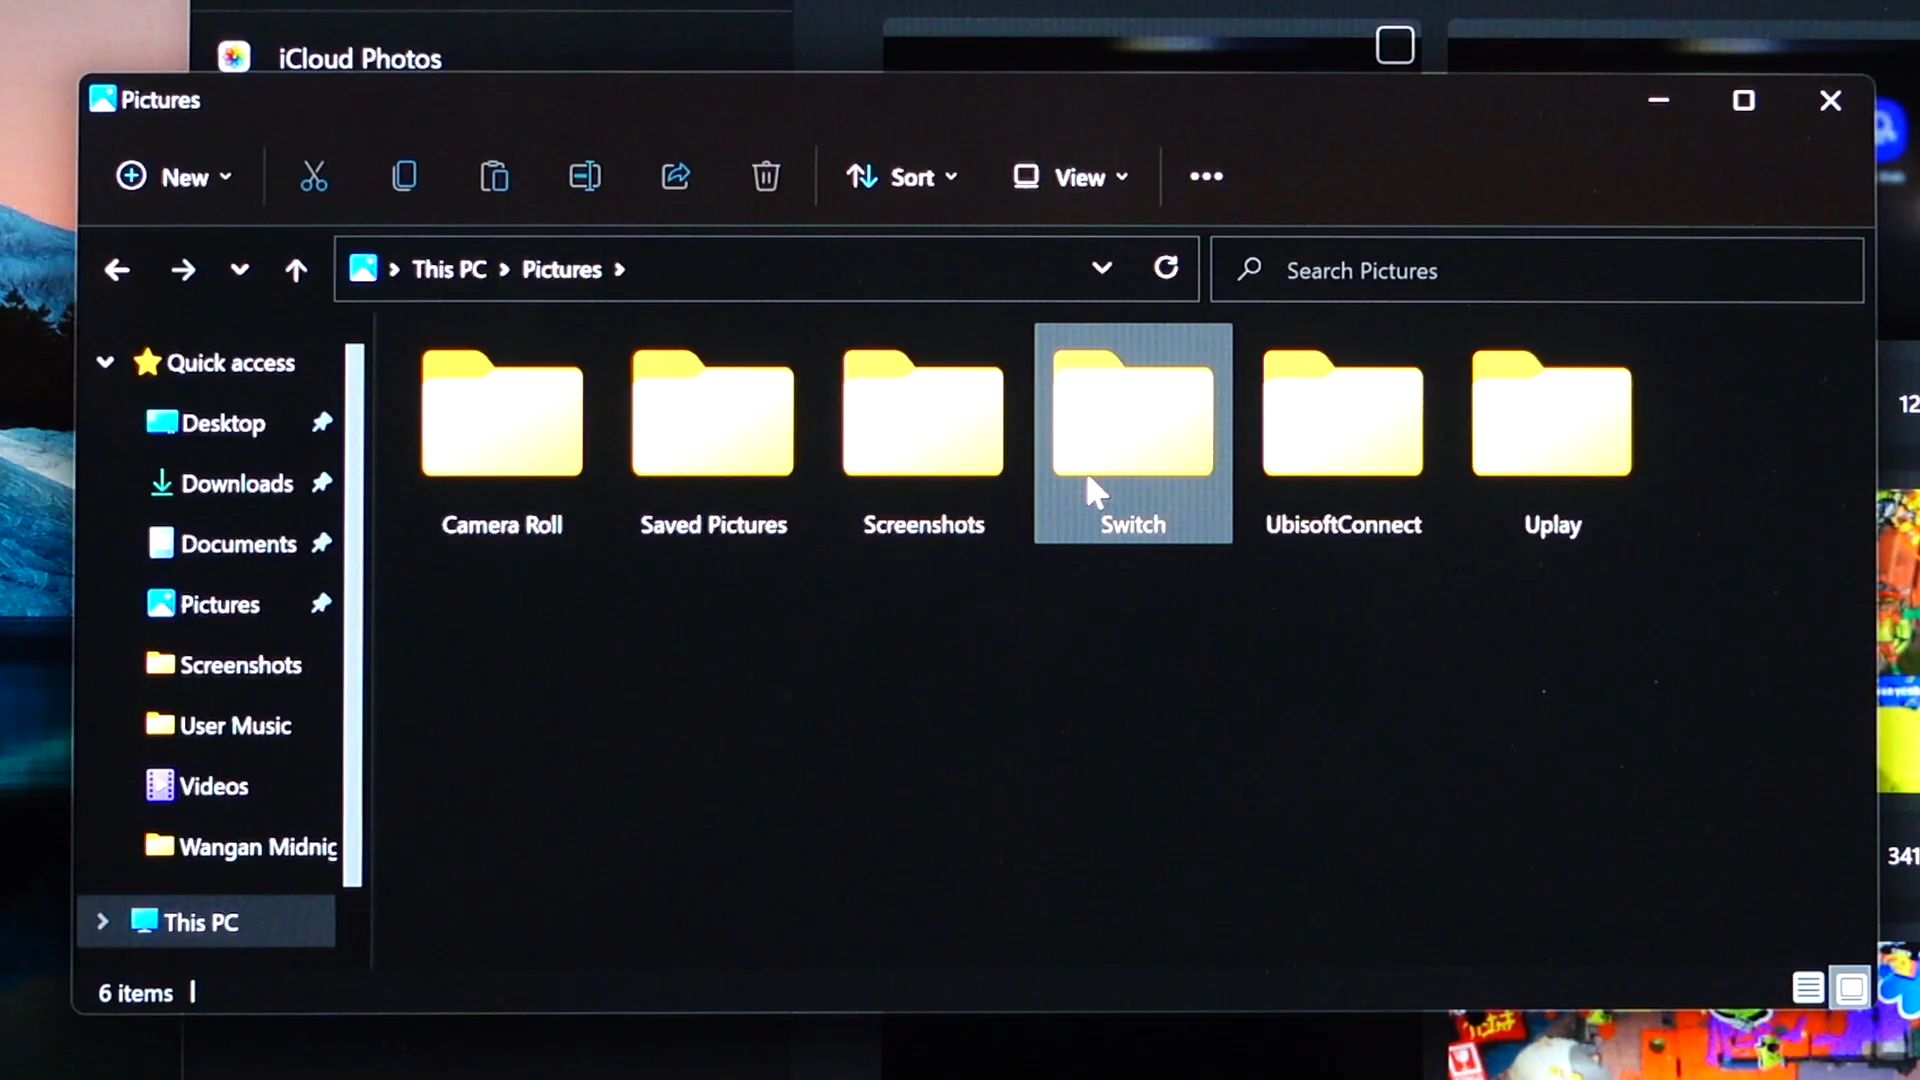 iCloud Photos
Pictures
New
Sort
View
This PC > Pictures >
Search Pictures
Quick access
Desktop
Downloads
Documents
Pictures
Screenshots
User Music
Videos
Wangan Midnig
This PC
Camera Roll
Saved Pictures
Screenshots
Switch
UbisoftConnect
Uplay
12
341
6 items